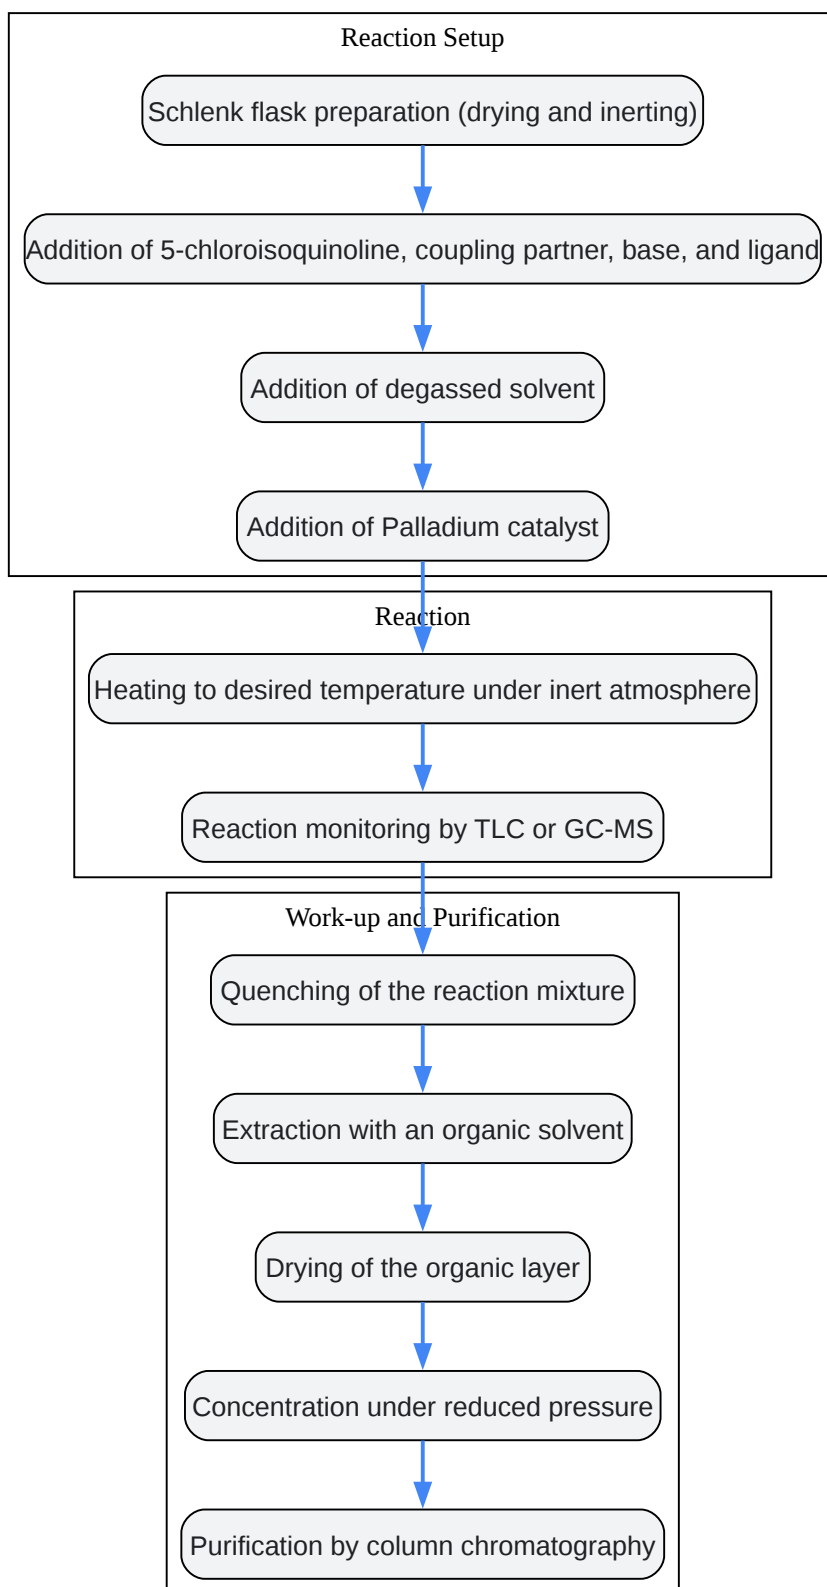 Reaction Setup
Schlenk flask preparation (drying and inerting)
Addition of 5-chloroisoquinoline, coupling partner, base, and ligand
Addition of degassed solvent
Addition of Palladium catalyst
Reaction
Heating to desired temperature under inert atmosphere
Reaction monitoring by TLC or GC-MS
Work-up and Purification
Quenching of the reaction mixture
Extraction with an organic solvent
Drying of the organic layer
Concentration under reduced pressure
Purification by column chromatography